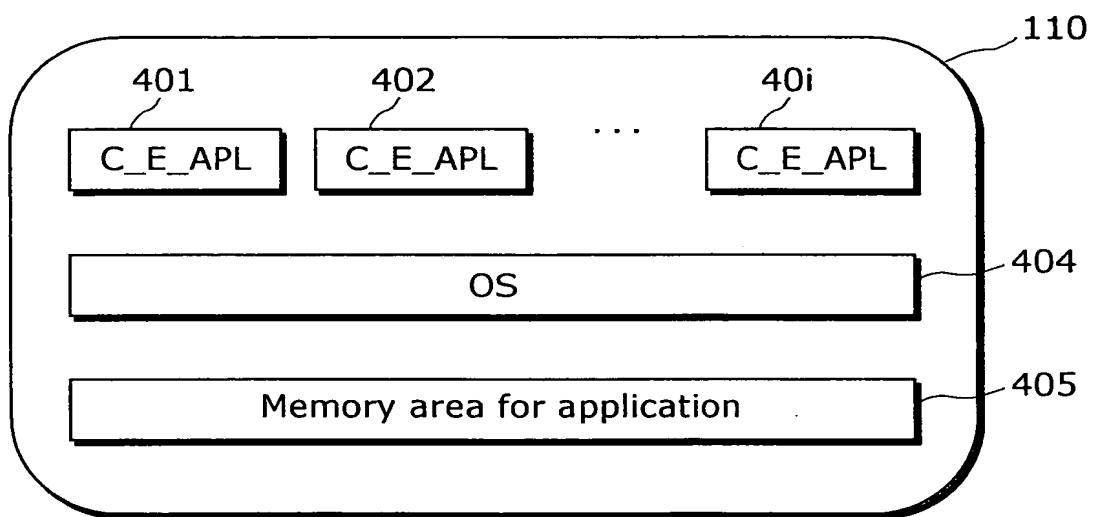 110
401 402 40i
C_E_APL C_E_APL ... C_E_APL
OS 404
Memory area for application 405